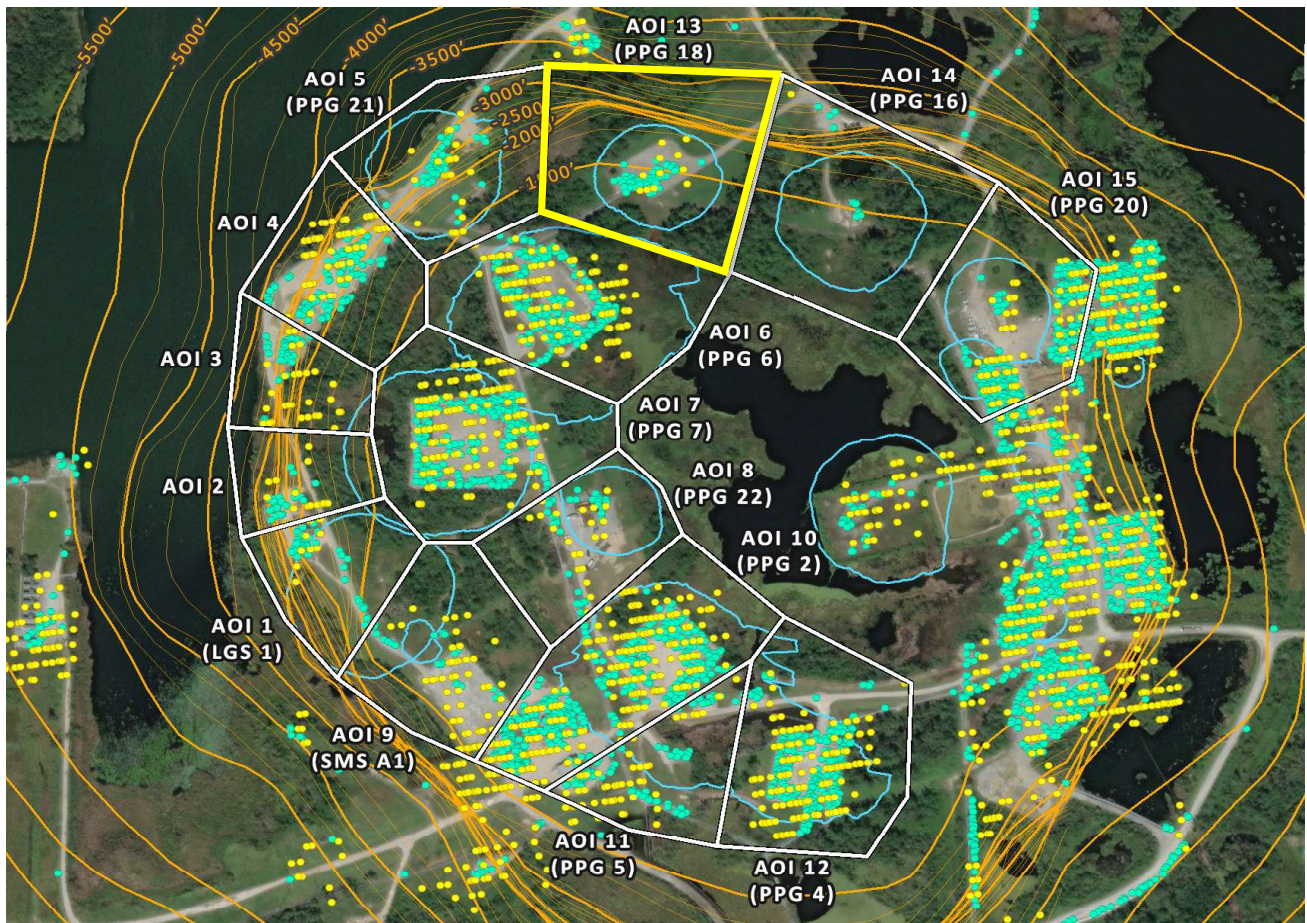 -5500'
-5000'
-4500'
-4000'
-3500'
-3000'
-2500'
-2000'
AOI 13
(PPG 18)
AOI 5
(PPG 21)
AOI 14
(PPG 16)
AOI 15
(PPG 20)
AOI 4
AOI 3
AOI 6
(PPG 6)
AOI 7
(PPG 7)
AOI 8
(PPG 22)
AOI 2
AOI 10
(PPG 2)
AOI 1
(LGS 1)
AOI 9
(SMS A1)
AOI 11
(PPG 5)
AOI 12
(PPG 4)